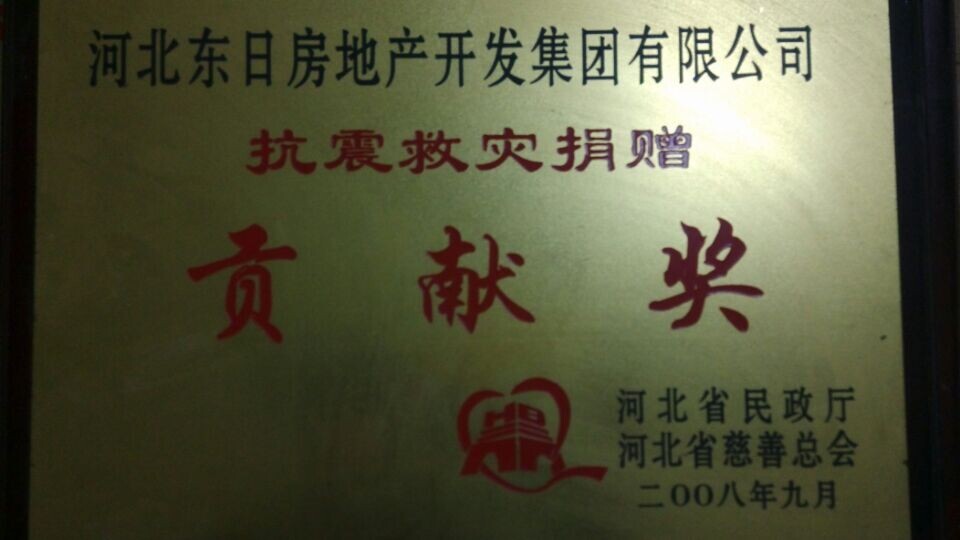 河北东日房地产开发集团有限公司
抗震救灾捐赠
贡献奖
河北省民政厅
河北省慈善总会
二OO八年九月